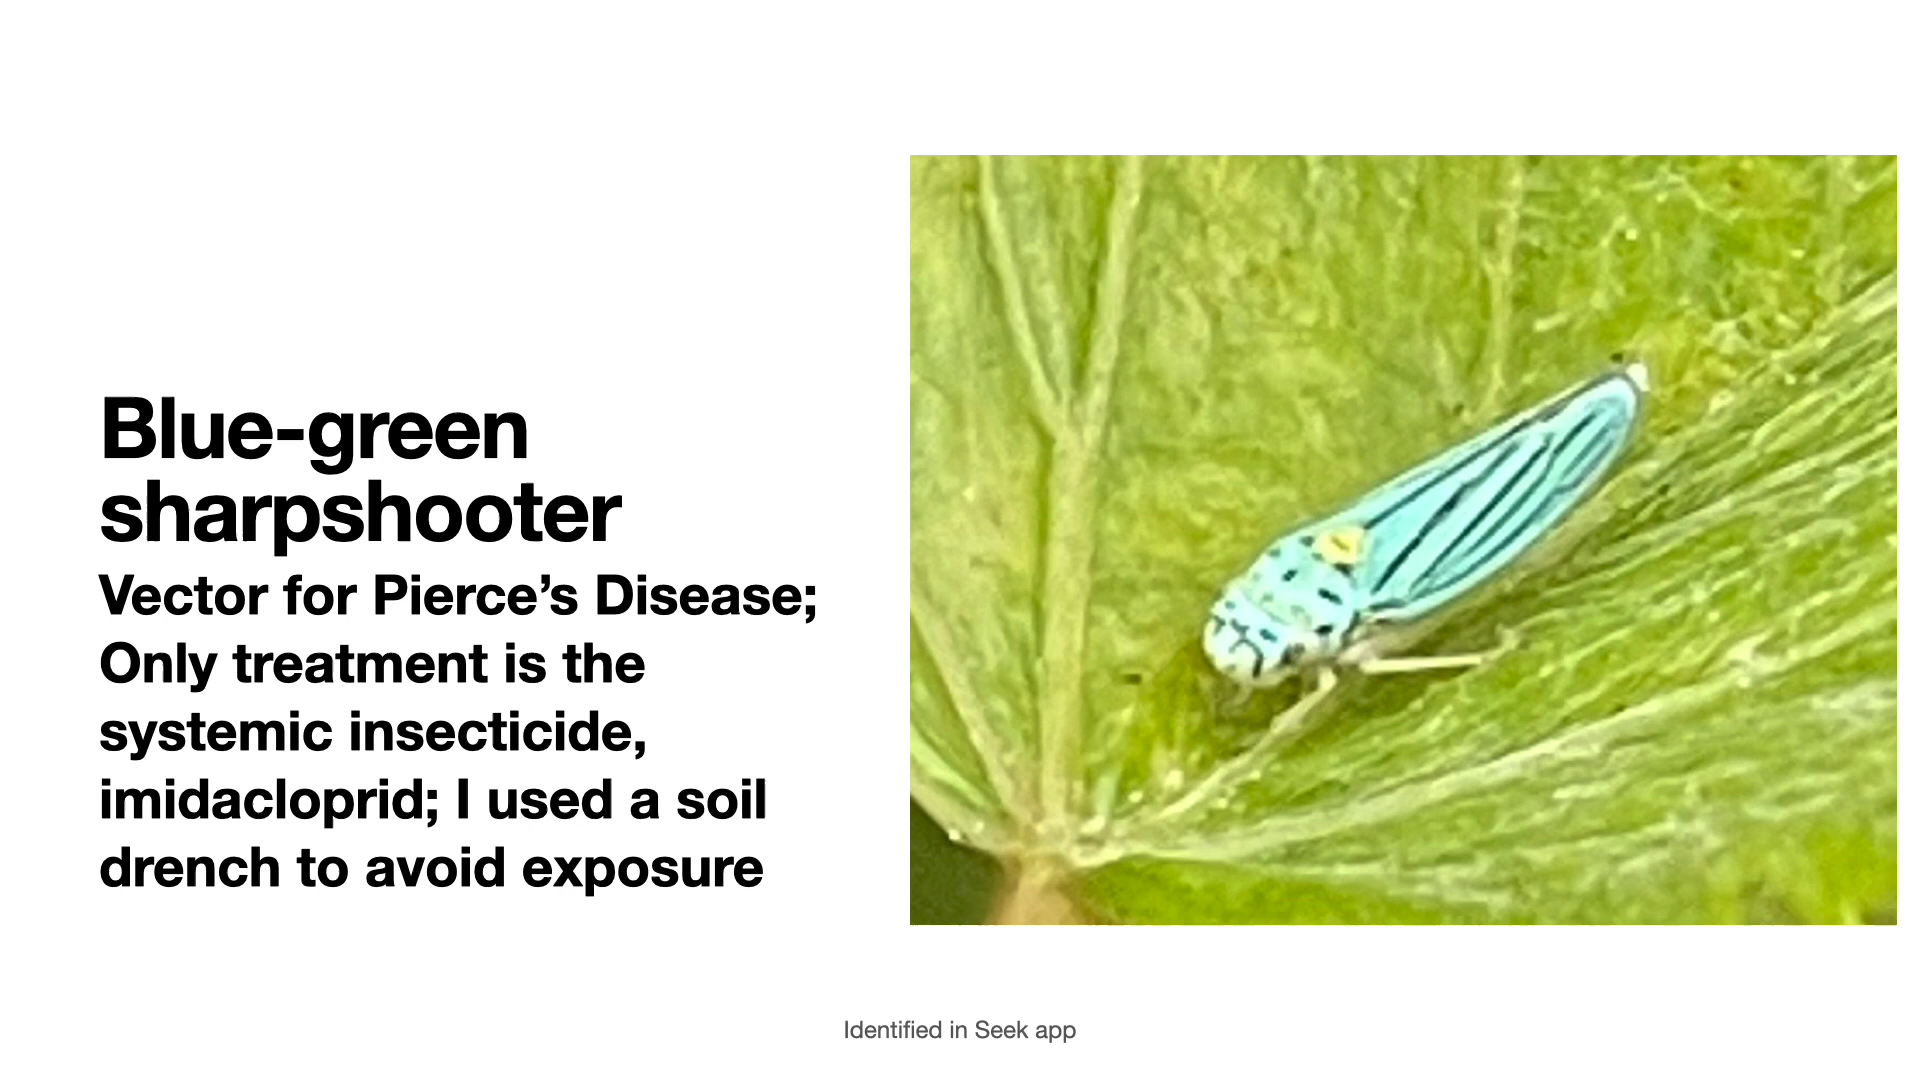 Blue-green
sharpshooter
Vector for Pierce’s Disease;
Only treatment is the
systemic insecticide,
imidacloprid; I used a soil
drench to avoid exposure
Identified in Seek app